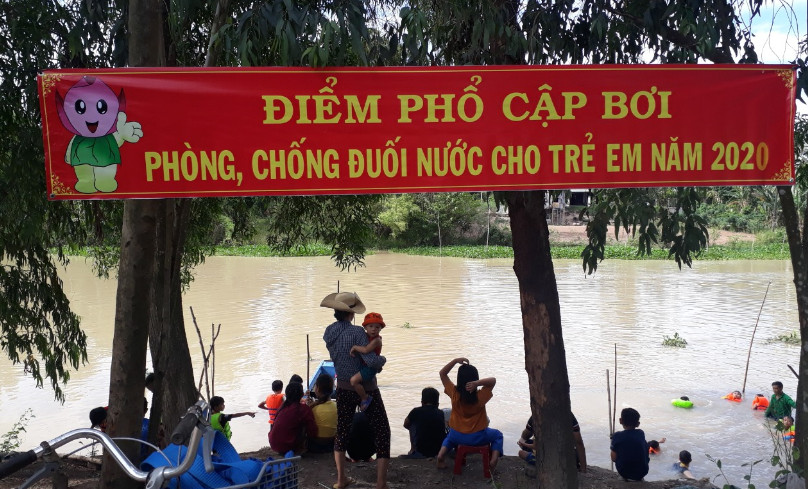 ĐIỂM PHỔ CẬP BƠI
PHÒNG, CHỐNG ĐUỐI NƯỚC CHO TRẺ EM NĂM 2020